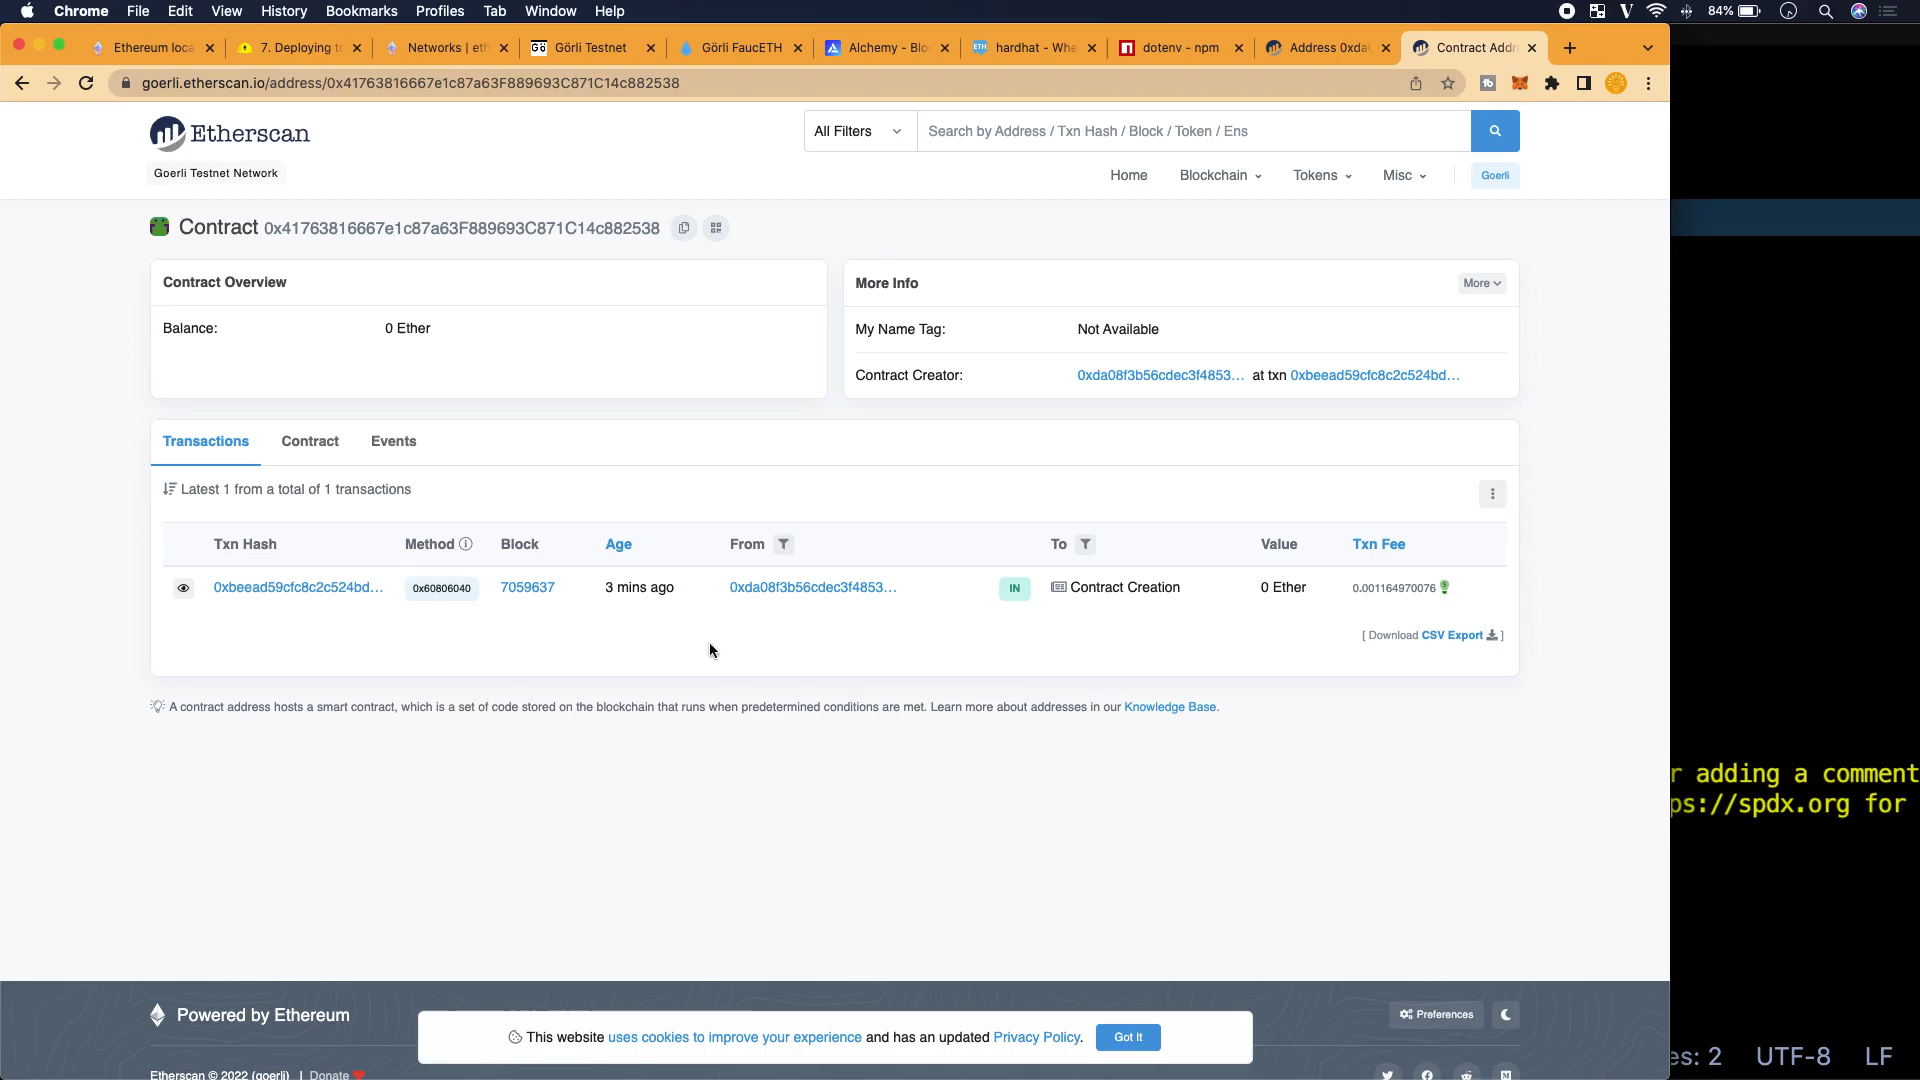 Chrome File Edit View History Bookmarks Profiles Tab Window Help 84%
Ethereum loca 7. Deploying to Networks | eth Görli Testnet Görli FaucETH Alchemy - Blo hardhat - Whe dotenv - npm Address 0xda0 Contract Addr
goerli.etherscan.io/address/0x41763816667e1c87a63F889693C871C14c882538
Etherscan
All Filters Search by Address / Txn Hash / Block / Token / Ens
Goerli Testnet Network
Home Blockchain Tokens Misc Goerli
Contract 0x41763816667e1c87a63F889693C871C14c882538
Contract Overview
Balance: 0 Ether
More Info More
My Name Tag: Not Available
Contract Creator: 0xda08f3b56cdec3f4853... at txn 0xbeead59cfc8c2c524bd...
Transactions Contract Events
Latest 1 from a total of 1 transactions
Txn Hash Method Block Age From To Value Txn Fee
0xbeead59cfc8c2c524bd... 0x60806040 7059637 3 mins ago 0xda08f3b56cdec3f4853... IN Contract Creation 0 Ether 0.001164970076
[ Download CSV Export ]
A contract address hosts a smart contract, which is a set of code stored on the blockchain that runs when predetermined conditions are met. Learn more about addresses in our Knowledge Base.
r adding a comment
ps://spdx.org for
Powered by Ethereum
Preferences
This website uses cookies to improve your experience and has an updated Privacy Policy. Got It
Etherscan © 2022 (goerli) | Donate
es: 2 UTF-8 LF